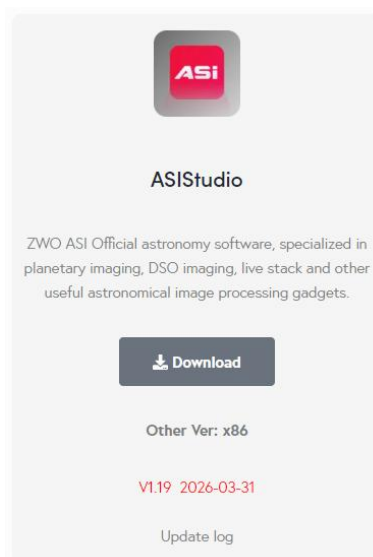 ASi
ASIStudio
ZWO ASI Official astronomy software, specialized in
planetary imaging, DSO imaging, live stack and other
useful astronomical image processing gadgets.
Download
Other Ver: x86
V1.19 2026-03-31
Update log